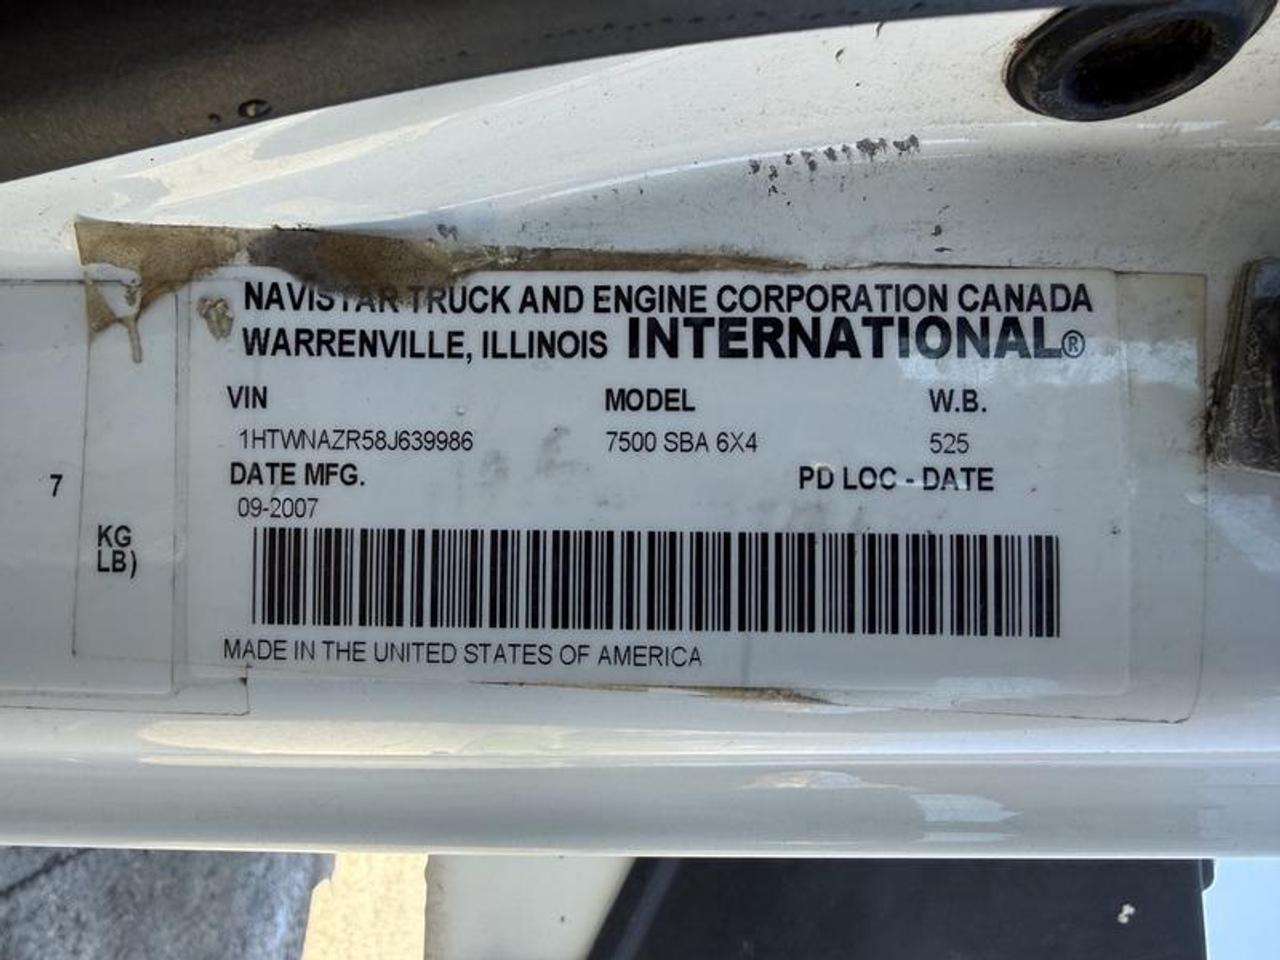 NAVISTAR TRUCK AND ENGINE CORPORATION CANADA
WARRENVILLE, ILLINOIS INTERNATIONAL®
VIN MODEL W.B.
1HTWNAZR58J639986 7500 SBA 6X4 525
DATE MFG. PD LOC - DATE
09-2007
MADE IN THE UNITED STATES OF AMERICA
7
KG
LB)